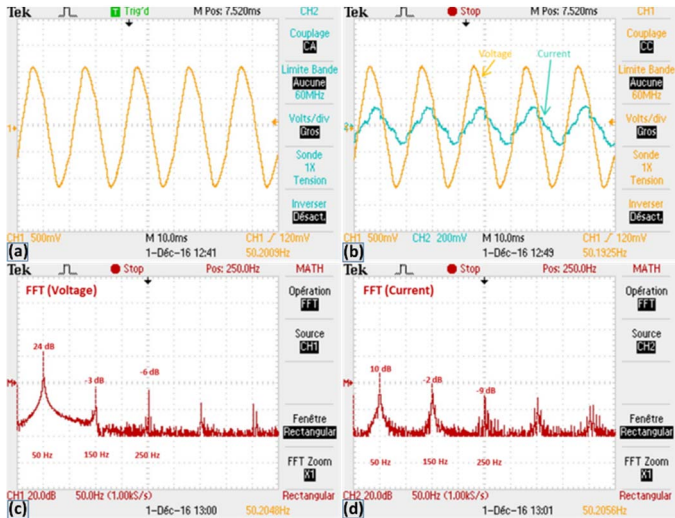 Tek Trig'd M Pos: 7.520ms CH2
Couplage
CA
Limite Bande
Aucune
60MHz
Volts/div
Gros
Sonde
1X
Tension
Inverser
Désact.
1
CH1 500mV M 10.0ms CH1 / 120mV
(a) 1-Déc-16 12:41 50.2009Hz
Tek Stop M Pos: 7.520ms CH1
Voltage Current
Couplage
CC
Limite Bande
Aucune
60MHz
Volts/div
Gros
Sonde
1X
Tension
Inverser
Désact.
CH1 500mV CH2 200mV M 10.0ms CH1 / 120mV
(b) 1-Déc-16 12:49 50.1925Hz
Tek Stop Pos: 250.0Hz MATH
FFT (Voltage)
Opération
FFT
Source
CH1
24 dB
-3 dB
-6 dB
M
Fenêtre
Rectangular
FFT Zoom
X1
50 Hz 150 Hz 250 Hz
CH1 20.0dB 50.0Hz (1.00kS/s) Rectangular
(c) 1-Déc-16 13:00 50.2048Hz
Tek Stop Pos: 250.0Hz MATH
FFT (Current)
Opération
FFT
Source
CH2
10 dB
-2 dB
-9 dB
M
Fenêtre
Rectangular
FFT Zoom
X1
50 Hz 150 Hz 250 Hz
CH2 20.0dB 50.0Hz (1.00kS/s) Rectangular
(d) 1-Déc-16 13:01 50.2056Hz